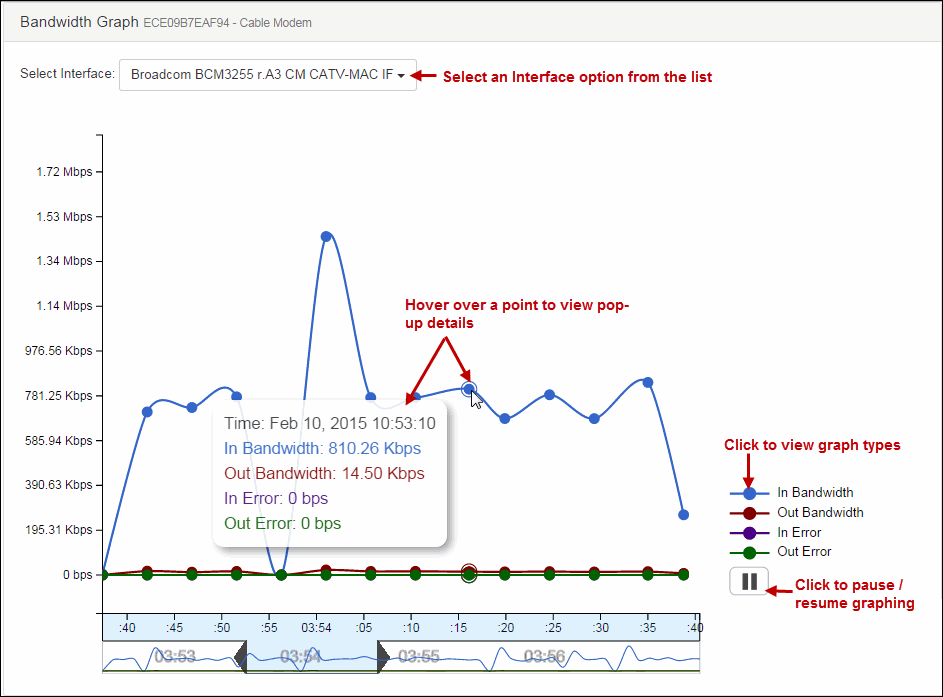 Bandwidth Graph ECE09B7EAF94 - Cable Modem
Select Interface: Broadcom BCM3255 r.A3 CM CATV-MAC IF
Select an Interface option from the list
1.72 Mbps
1.53 Mbps
1.34 Mbps
1.14 Mbps
976.56 Kbps
781.25 Kbps
585.94 Kbps
390.63 Kbps
195.31 Kbps
0 bps
Hover over a point to view pop-
up details
Time: Feb 10, 2015 10:53:10
In Bandwidth: 810.26 Kbps
Out Bandwidth: 14.50 Kbps
In Error: 0 bps
Out Error: 0 bps
Click to view graph types
In Bandwidth
Out Bandwidth
In Error
Out Error
Click to pause /
resume graphing
:40 :45 :50 :55 03:54 :05 :10 :15 :20 :25 :30 :35 :40
03:53 03:54 03:55 03:56